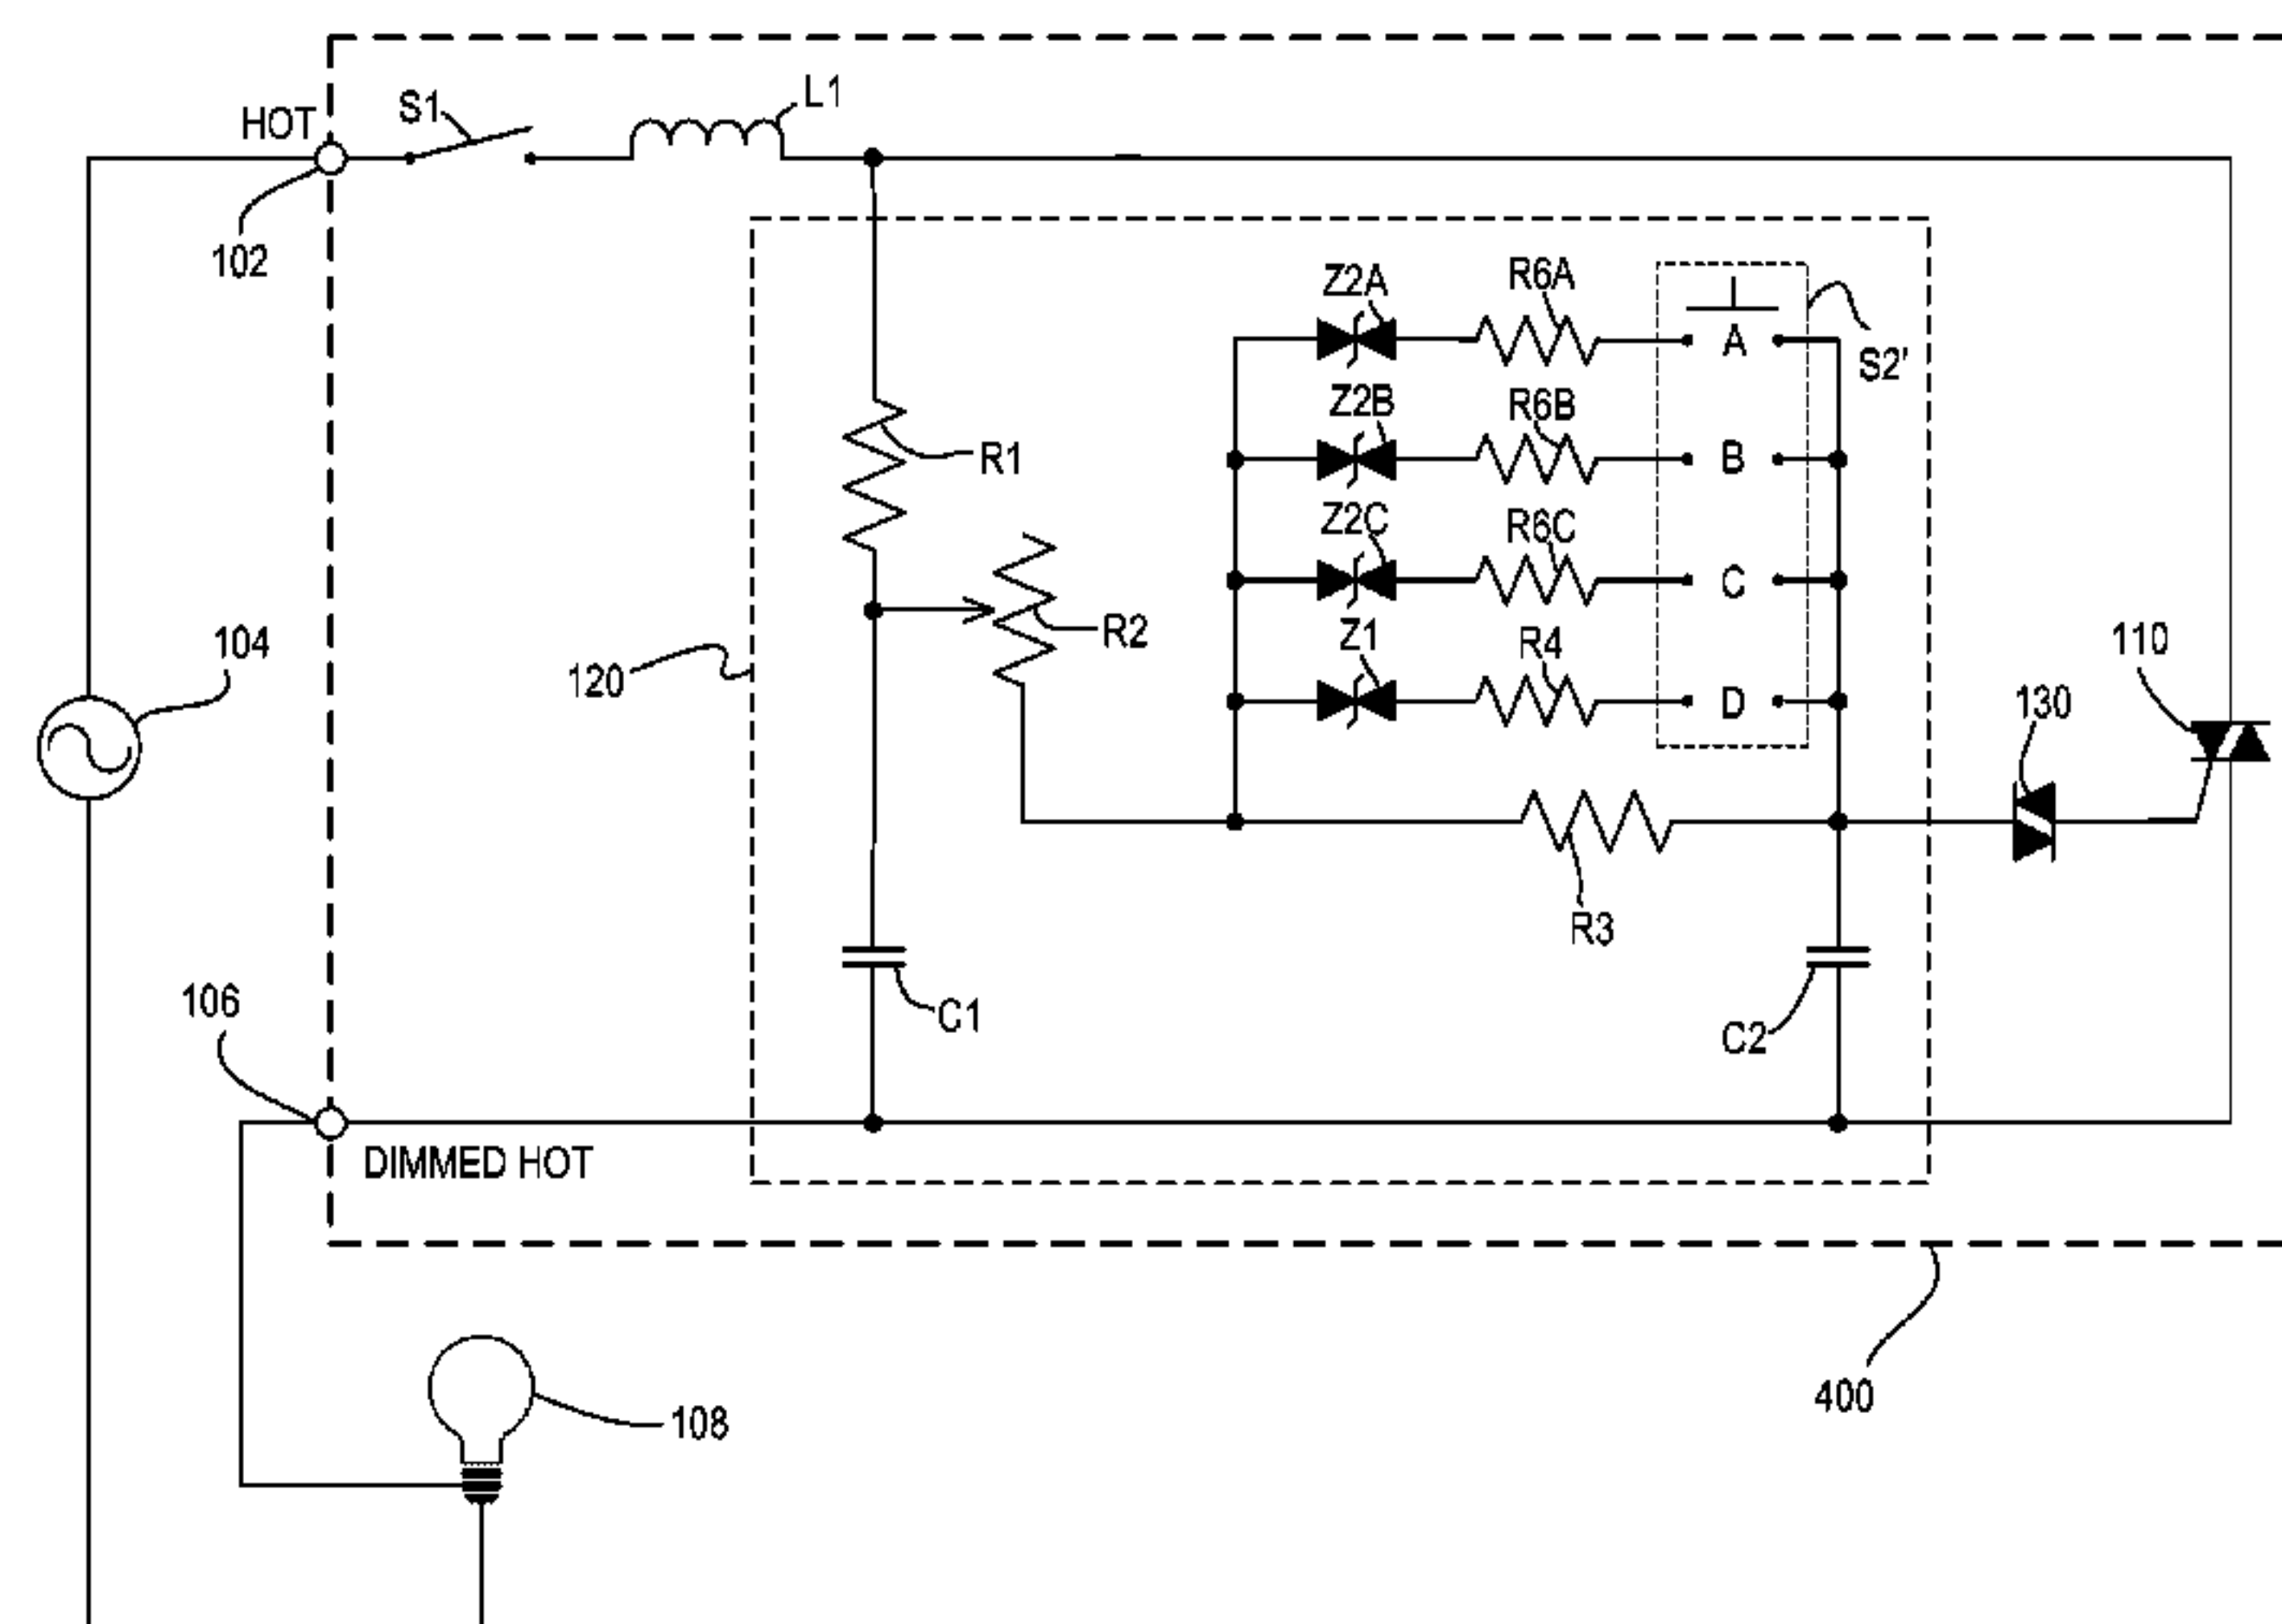 L1
S1
HOT
102
Z2A
R6A
A
S2'
Z2B
R6B
R1
B
Z2C
R6C
C
R2
Z1
R4
104
120
D
130
110
R3
106
C1
C2
DIMMED HOT
400
108